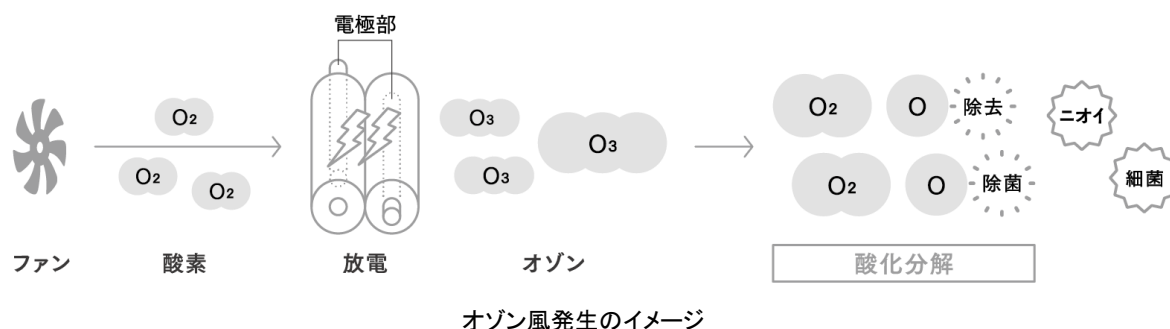 電極部
O2
O2
O2
O3
O3
O3
O2
O
除去
ニオイ
O2
O
除菌
細菌
ファン
酸素
放電
オゾン
酸化分解
オゾン風発生のイメージ